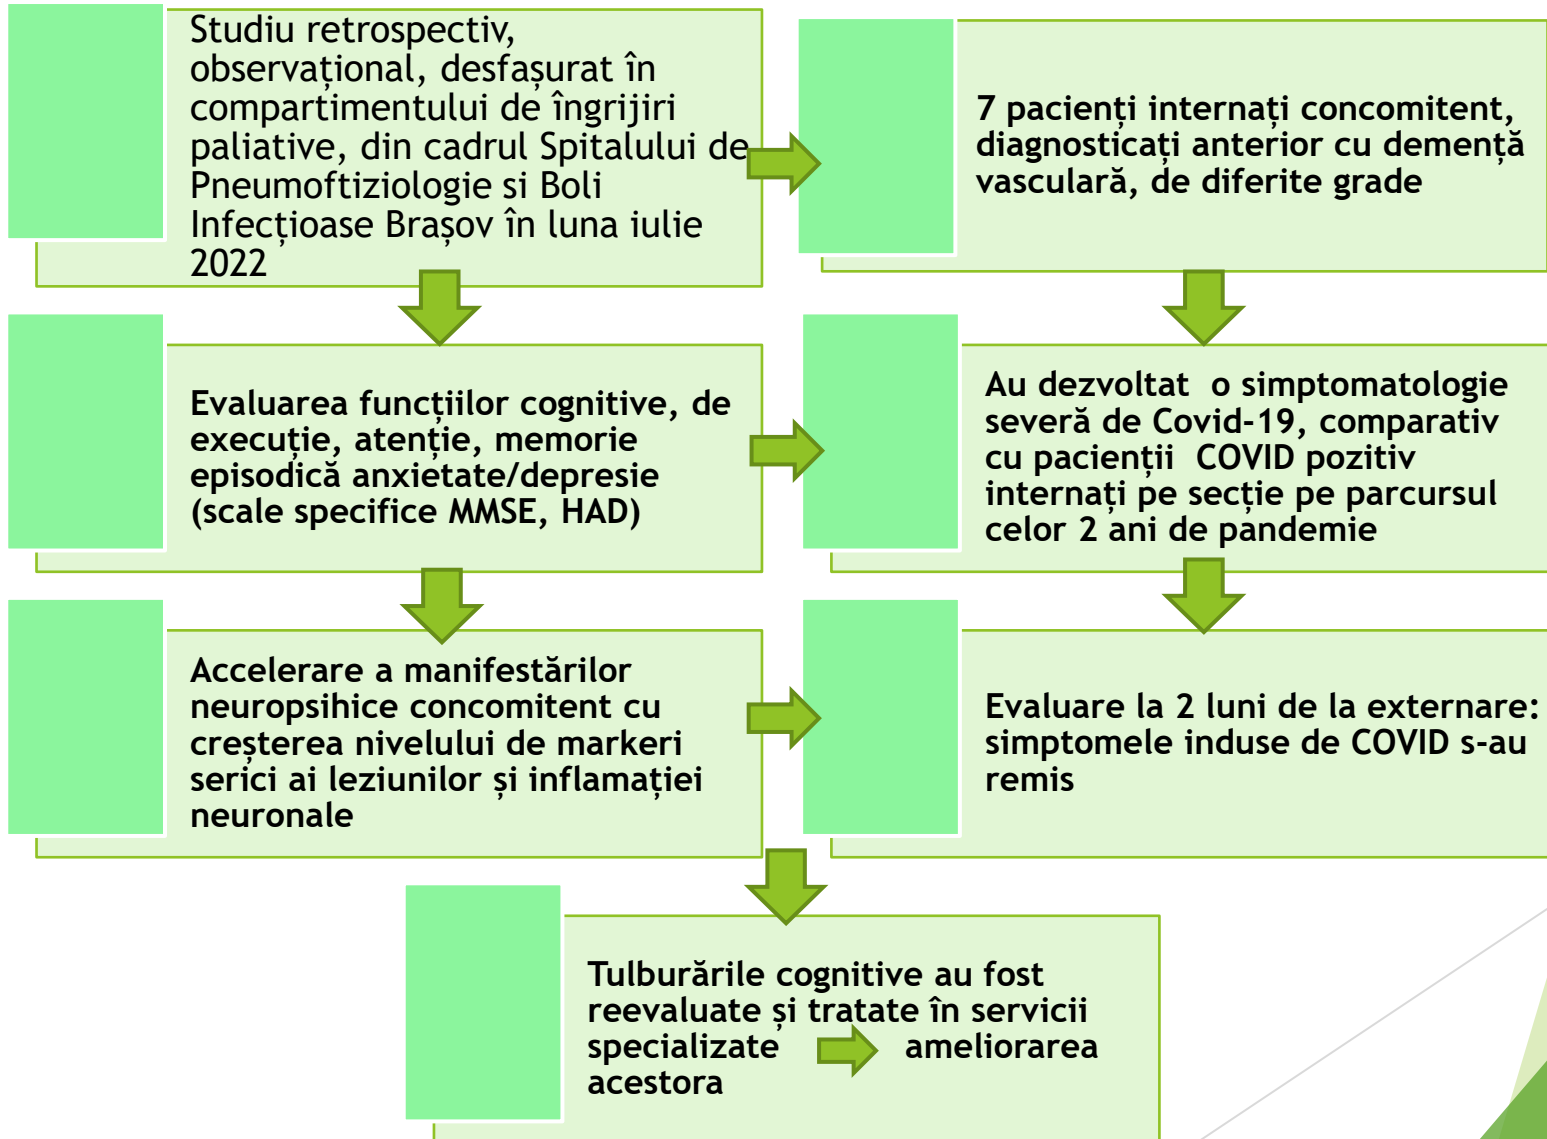 Studiu retrospectiv,
observațional, desfașurat în
compartimentului de îngrijiri
paliative, din cadrul Spitalului de
Pneumoftiziologie si Boli
Infecțioase Brașov în luna iulie
2022
7 pacienți internați concomitent,
diagnosticați anterior cu demență
vasculară, de diferite grade
Evaluarea funcțiilor cognitive, de
execuție, atenție, memorie
episodică anxietate/depresie
(scale specifice MMSE, HAD)
Au dezvoltat o simptomatologie
severă de Covid-19, comparativ
cu pacienții COVID pozitiv
internați pe secție pe parcursul
celor 2 ani de pandemie
Accelerare a manifestărilor
neuropsihice concomitent cu
creșterea nivelului de markeri
serici ai leziunilor și inflamației
neuronale
Evaluare la 2 luni de la externare:
simptomele induse de COVID s-au
remis
Tulburările cognitive au fost
reevaluate și tratate în servicii
specializate ameliorarea
acestora